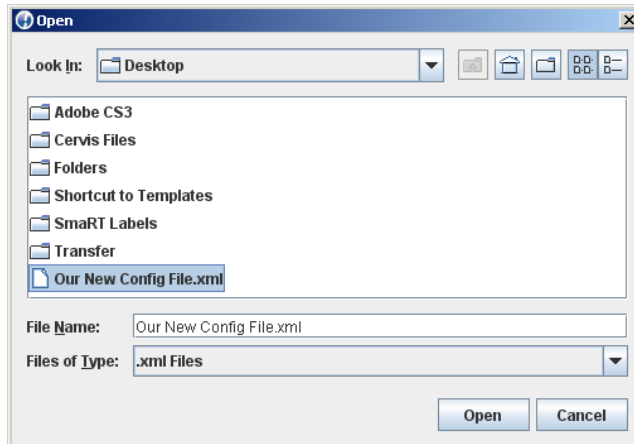 Open
Look In: Desktop
Adobe CS3
Cervis Files
Folders
Shortcut to Templates
SmaRT Labels
Transfer
Our New Config File.xml
File Name: Our New Config File.xml
Files of Type: .xml Files
Open Cancel